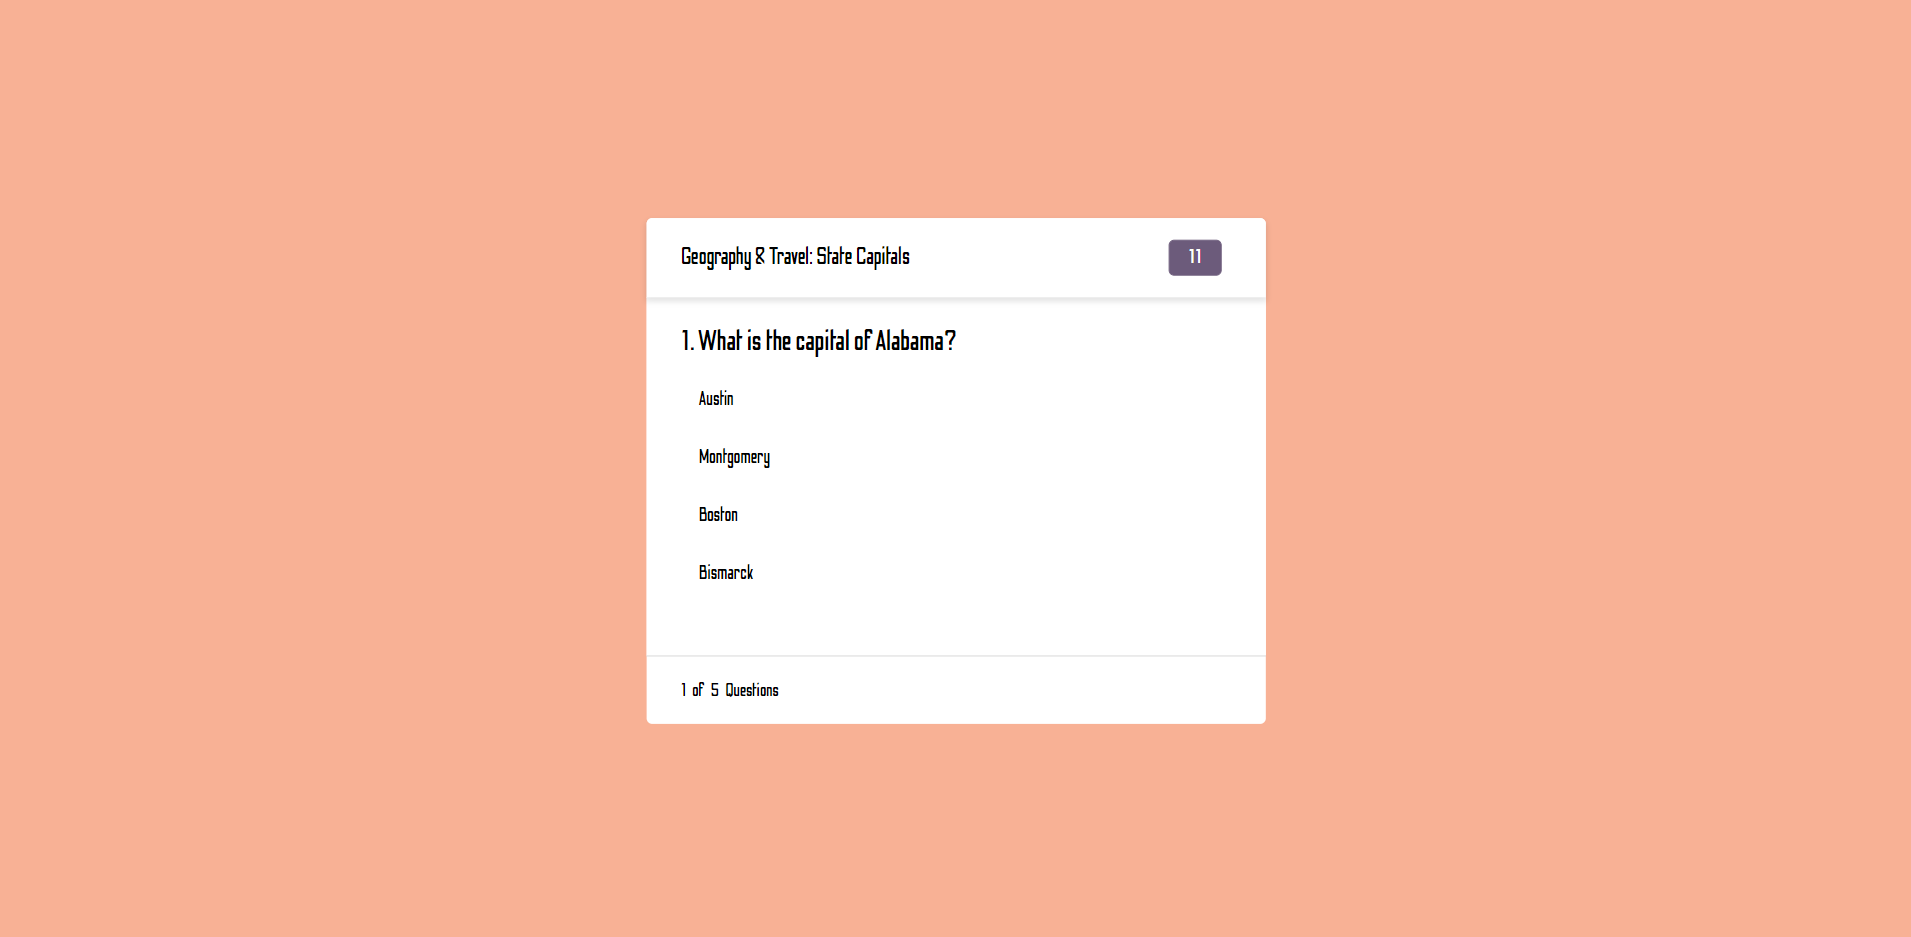 Geography & Travel: State Capitals
11
1. What is the capital of Alabama?
Austin
Montgomery
Boston
Bismarck
1 of 5 Questions